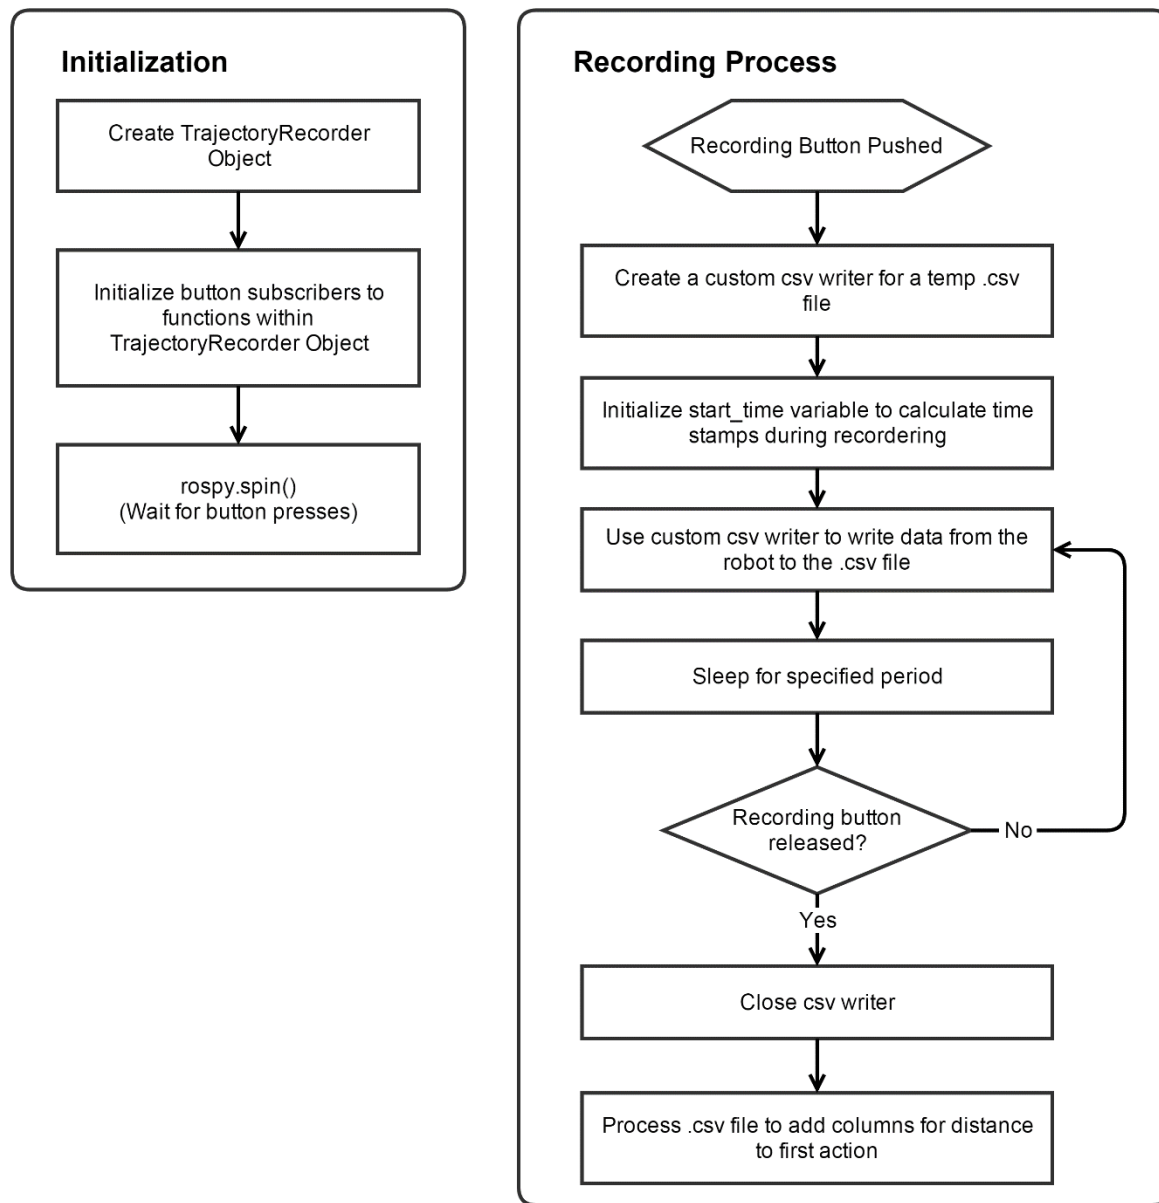 Initialization
Create TrajectoryRecorder
Object
Initialize button subscribers to
functions within
TrajectoryRecorder Object
rospy.spin()
(Wait for button presses)
Recording Process
Recording Button Pushed
Create a custom csv writer for a temp .csv
file
Initialize start_time variable to calculate time
stamps during recordering
Use custom csv writer to write data from the
robot to the .csv file
Sleep for specified period
Recording button
released?
No
Yes
Close csv writer
Process .csv file to add columns for distance
to first action